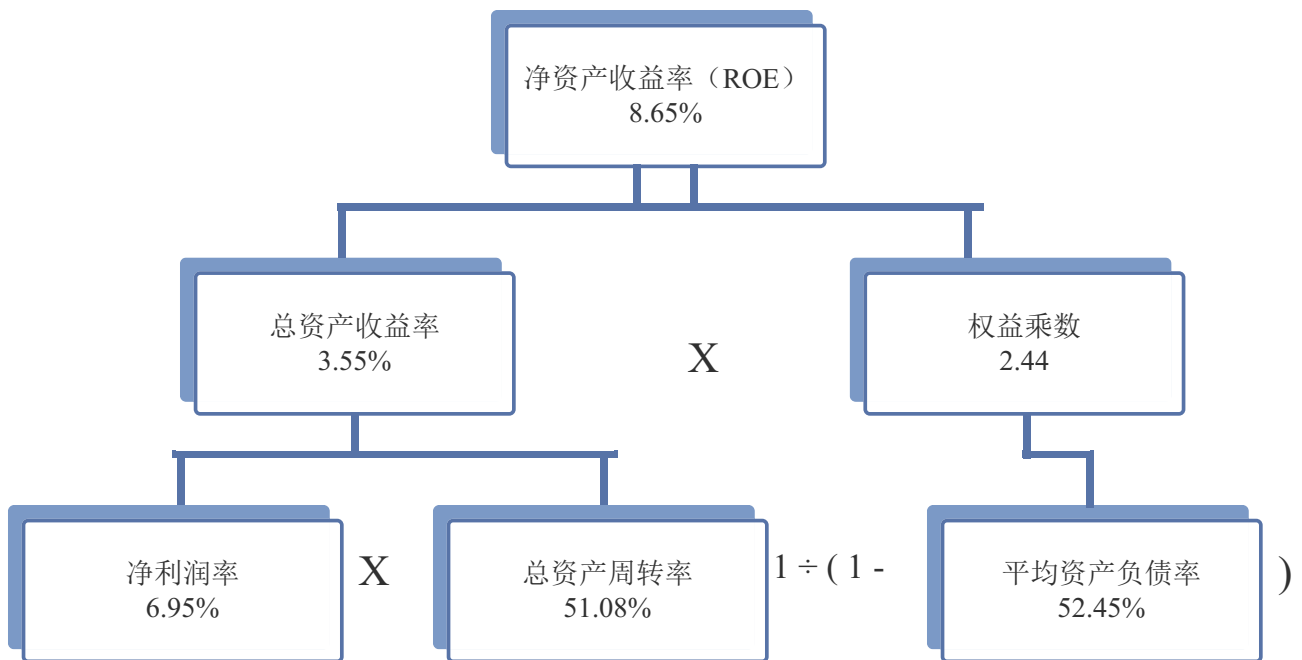 净资产收益率（ROE）
8.65%
总资产收益率
3.55%
X
权益乘数
2.44
净利润率
6.95%
X
总资产周转率
51.08%
1 ÷ ( 1 -
平均资产负债率
52.45%
)